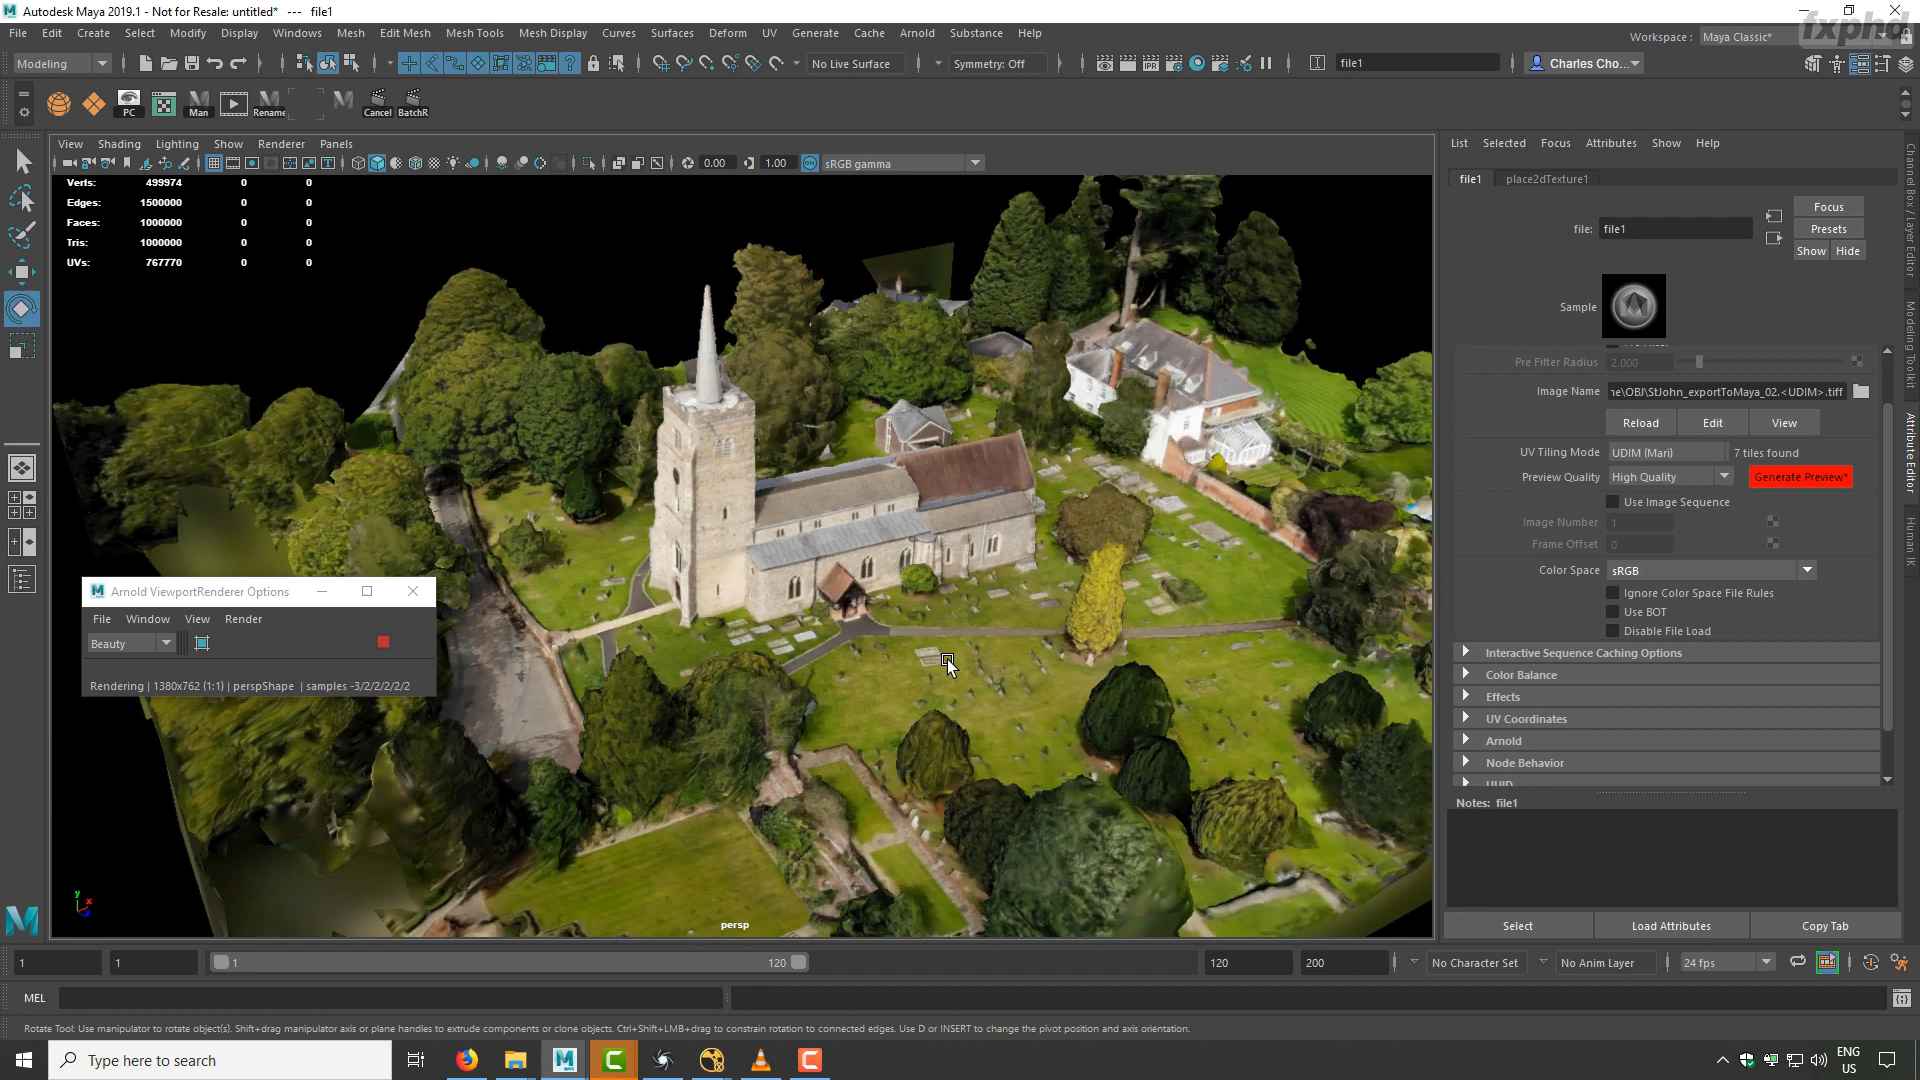 Autodesk Maya 2019.1 - Not for Resale: untitled* --- file1
fxphd
File Edit Create Select Modify Display Windows Mesh Edit Mesh Mesh Tools Mesh Display Curves Surfaces Deform UV Generate Cache Arnold Substance Help
Workspace : Maya Classic*
Modeling No Live Surface Symmetry: Off file1 Charles Cho...
PC Man Rename Cancel BatchR
View Shading Lighting Show Renderer Panels
0.00 1.00 sRGB gamma
Verts: 499974 0 0
Edges: 1500000 0 0
Faces: 1000000 0 0
Tris: 1000000 0 0
UVs: 767770 0 0
Arnold ViewportRenderer Options
File Window View Render
Beauty
Rendering | 1380x762 (1:1) | perspShape | samples -3/2/2/2/2/2
persp
y
x
List Selected Focus Attributes Show Help
file1 place2dTexture1
file: file1
Focus
Presets
Show Hide
Sample
Pre Filter Radius 2.000
Image Name ne\OBJ\StJohn_exportToMaya_02.<UDIM>.tiff
Reload Edit View
UV Tiling Mode UDIM (Mari) 7 tiles found
Preview Quality High Quality Generate Preview*
Use Image Sequence
Image Number 1
Frame Offset 0
Color Space sRGB
Ignore Color Space File Rules
Use BOT
Disable File Load
Interactive Sequence Caching Options
Color Balance
Effects
UV Coordinates
Arnold
Node Behavior
UUID
Notes: file1
Select Load Attributes Copy Tab
Channel Box / Layer Editor
Modeling Toolkit
Attribute Editor
Human IK
1 1 1 120 120 200 No Character Set No Anim Layer 24 fps
MEL
Rotate Tool: Use manipulator to rotate object(s). Shift+drag manipulator axis or plane handles to extrude components or clone objects. Ctrl+Shift+LMB+drag to constrain rotation to connected edges. Use D or INSERT to change the pivot position and axis orientation.
Type here to search
ENG
US